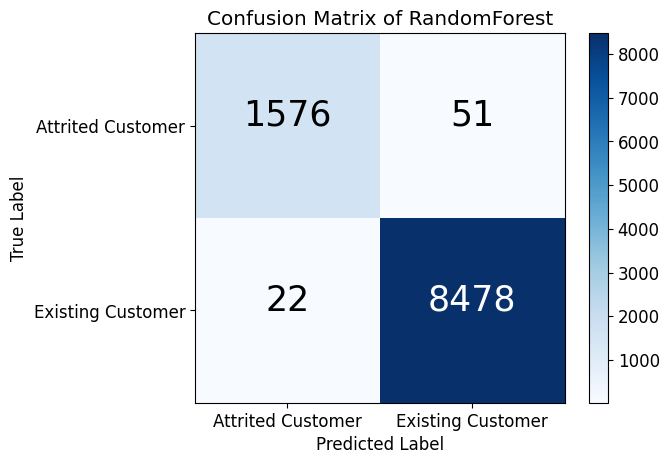 Confusion Matrix of RandomForest
True Label
Attrited Customer
1576
51
Existing Customer
22
8478
Attrited Customer
Existing Customer
Predicted Label
8000
7000
6000
5000
4000
3000
2000
1000